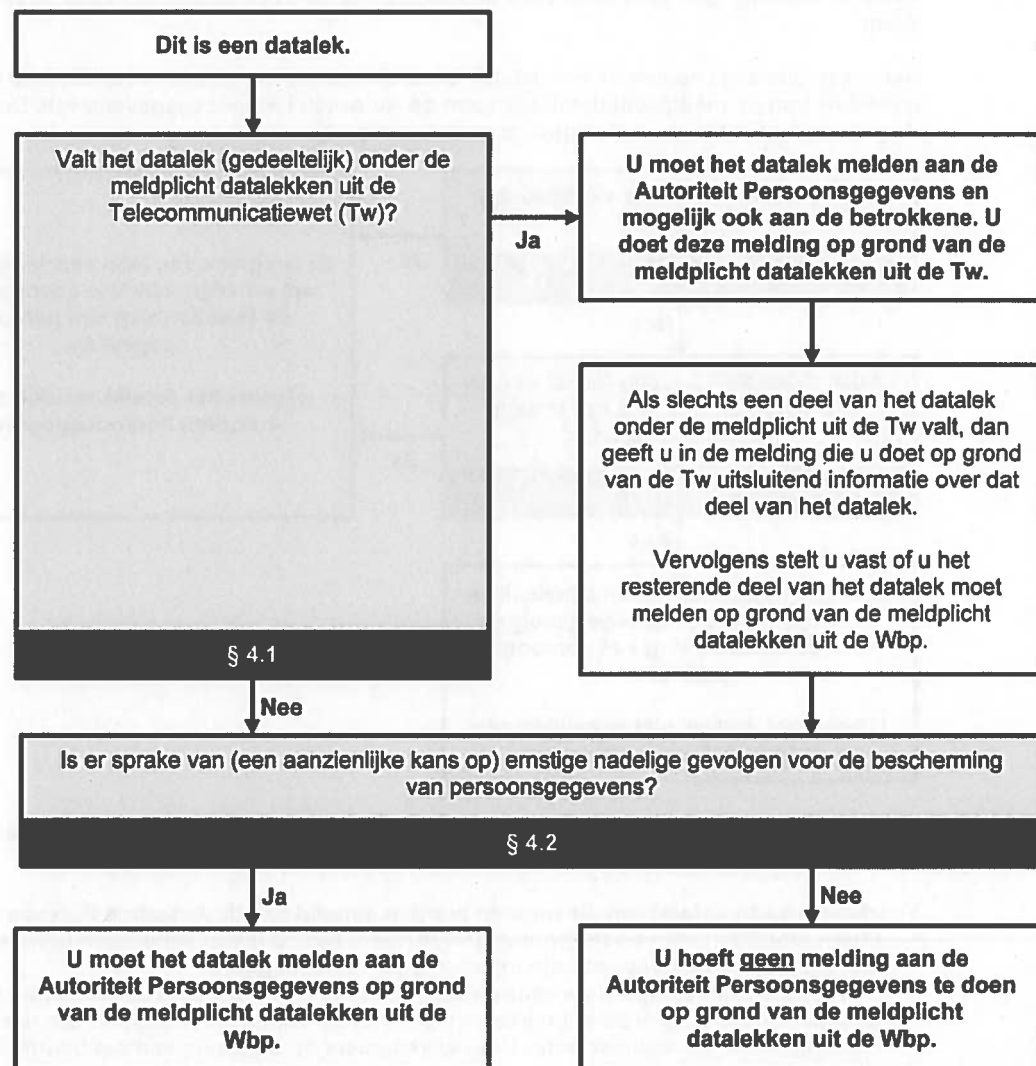 Dit is een datalek.
Valt het datalek (gedeeltelijk) onder de
meldplicht datalekken uit de
Telecommunicatiewet (Tw)?
§ 4.1
Ja
U moet het datalek melden aan de
Autoriteit Persoonsgegevens en
mogelijk ook aan de betrokkene. U
doet deze melding op grond van de
meldplicht datalekken uit de Tw.
Als slechts een deel van het datalek
onder de meldplicht uit de Tw valt, dan
geeft u in de melding die u doet op grond
van de Tw uitsluitend informatie over dat
deel van het datalek.
Vervolgens stelt u vast of u het
resterende deel van het datalek moet
melden op grond van de meldplicht
datalekken uit de Wbp.
Nee
Is er sprake van (een aanzienlijke kans op) ernstige nadelige gevolgen voor de bescherming
van persoonsgegevens?
§ 4.2
Ja
U moet het datalek melden aan de
Autoriteit Persoonsgegevens op grond
van de meldplicht datalekken uit de
Wbp.
Nee
U hoeft geen melding aan de
Autoriteit Persoonsgegevens te doen
op grond van de meldplicht
datalekken uit de Wbp.